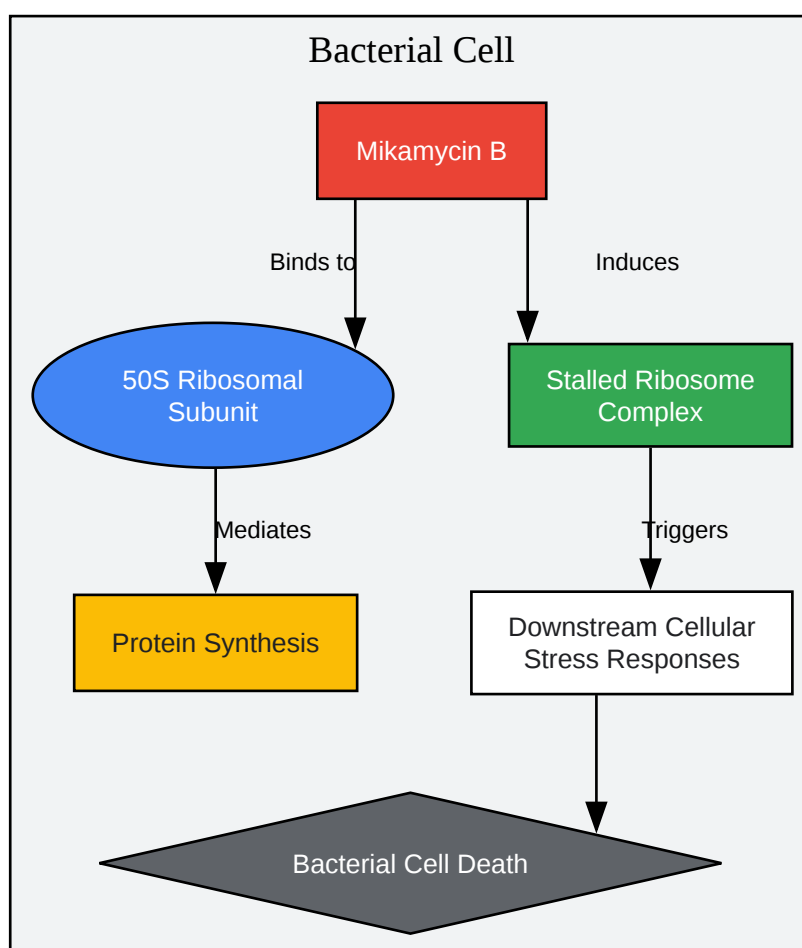 Bacterial Cell
Mikamycin B
Binds to
Induces
50S Ribosomal
Subunit
Stalled Ribosome
Complex
Mediates
Triggers
Protein Synthesis
Downstream Cellular
Stress Responses
Bacterial Cell Death